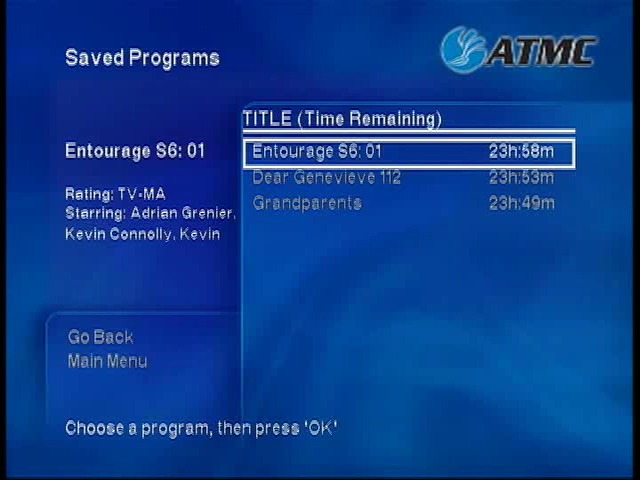 Saved Programs
ATMC
TITLE (Time Remaining)
Entourage S6: 01
Rating: TV-MA
Starring: Adrian Grenier,
Kevin Connolly, Kevin
Entourage S6: 01 23h:58m
Dear Genevieve 112 23h:53m
Grandparents 23h:49m
Go Back
Main Menu
Choose a program, then press 'OK'